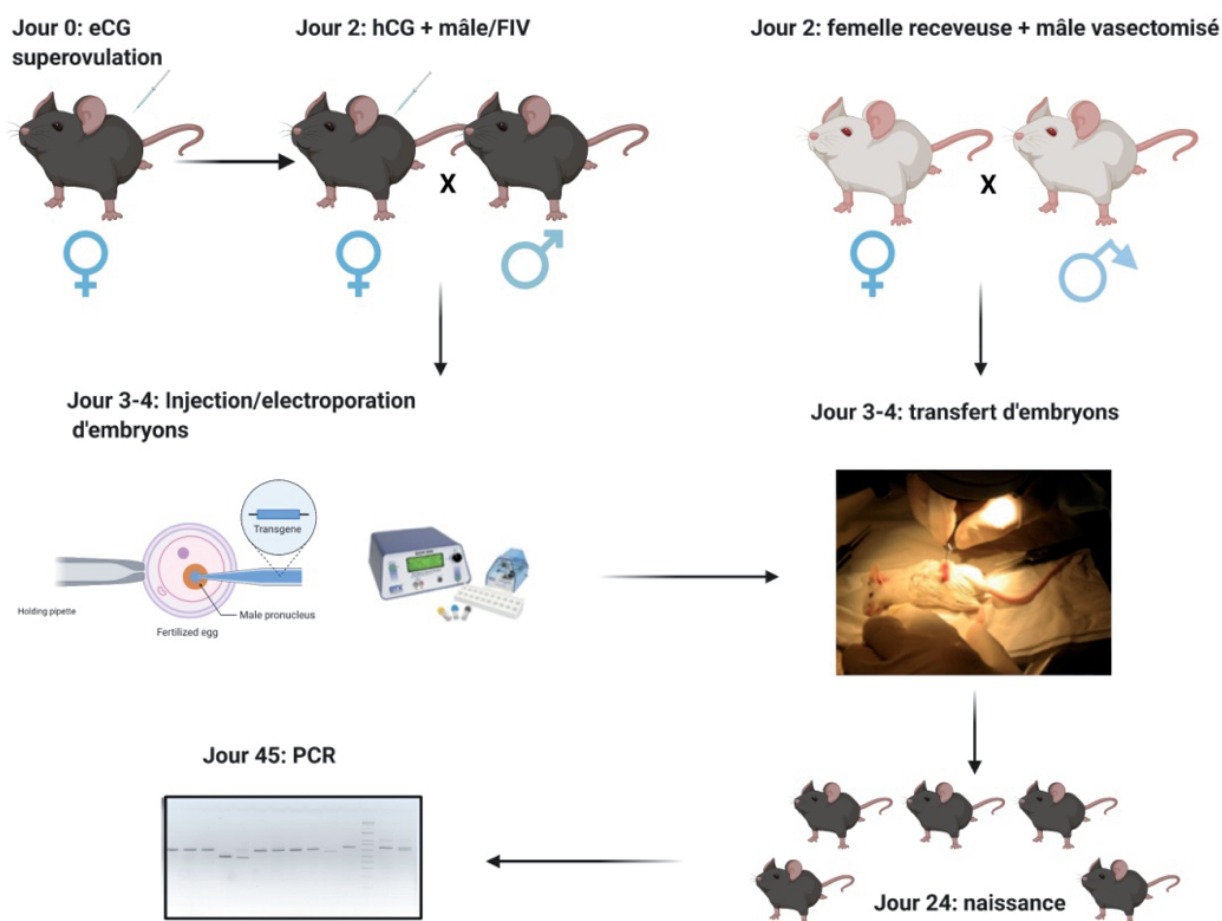 Jour 0: eCG
superovulation
Jour 2: hCG + mâle/FIV
Jour 2: femelle receveuse + mâle vasectomisé
X
X
Jour 3-4: Injection/electroporation
d'embryons
Jour 3-4: transfert d'embryons
Transgene
Holding pipette
Male pronucleus
Fertilized egg
Jour 45: PCR
Jour 24: naissance